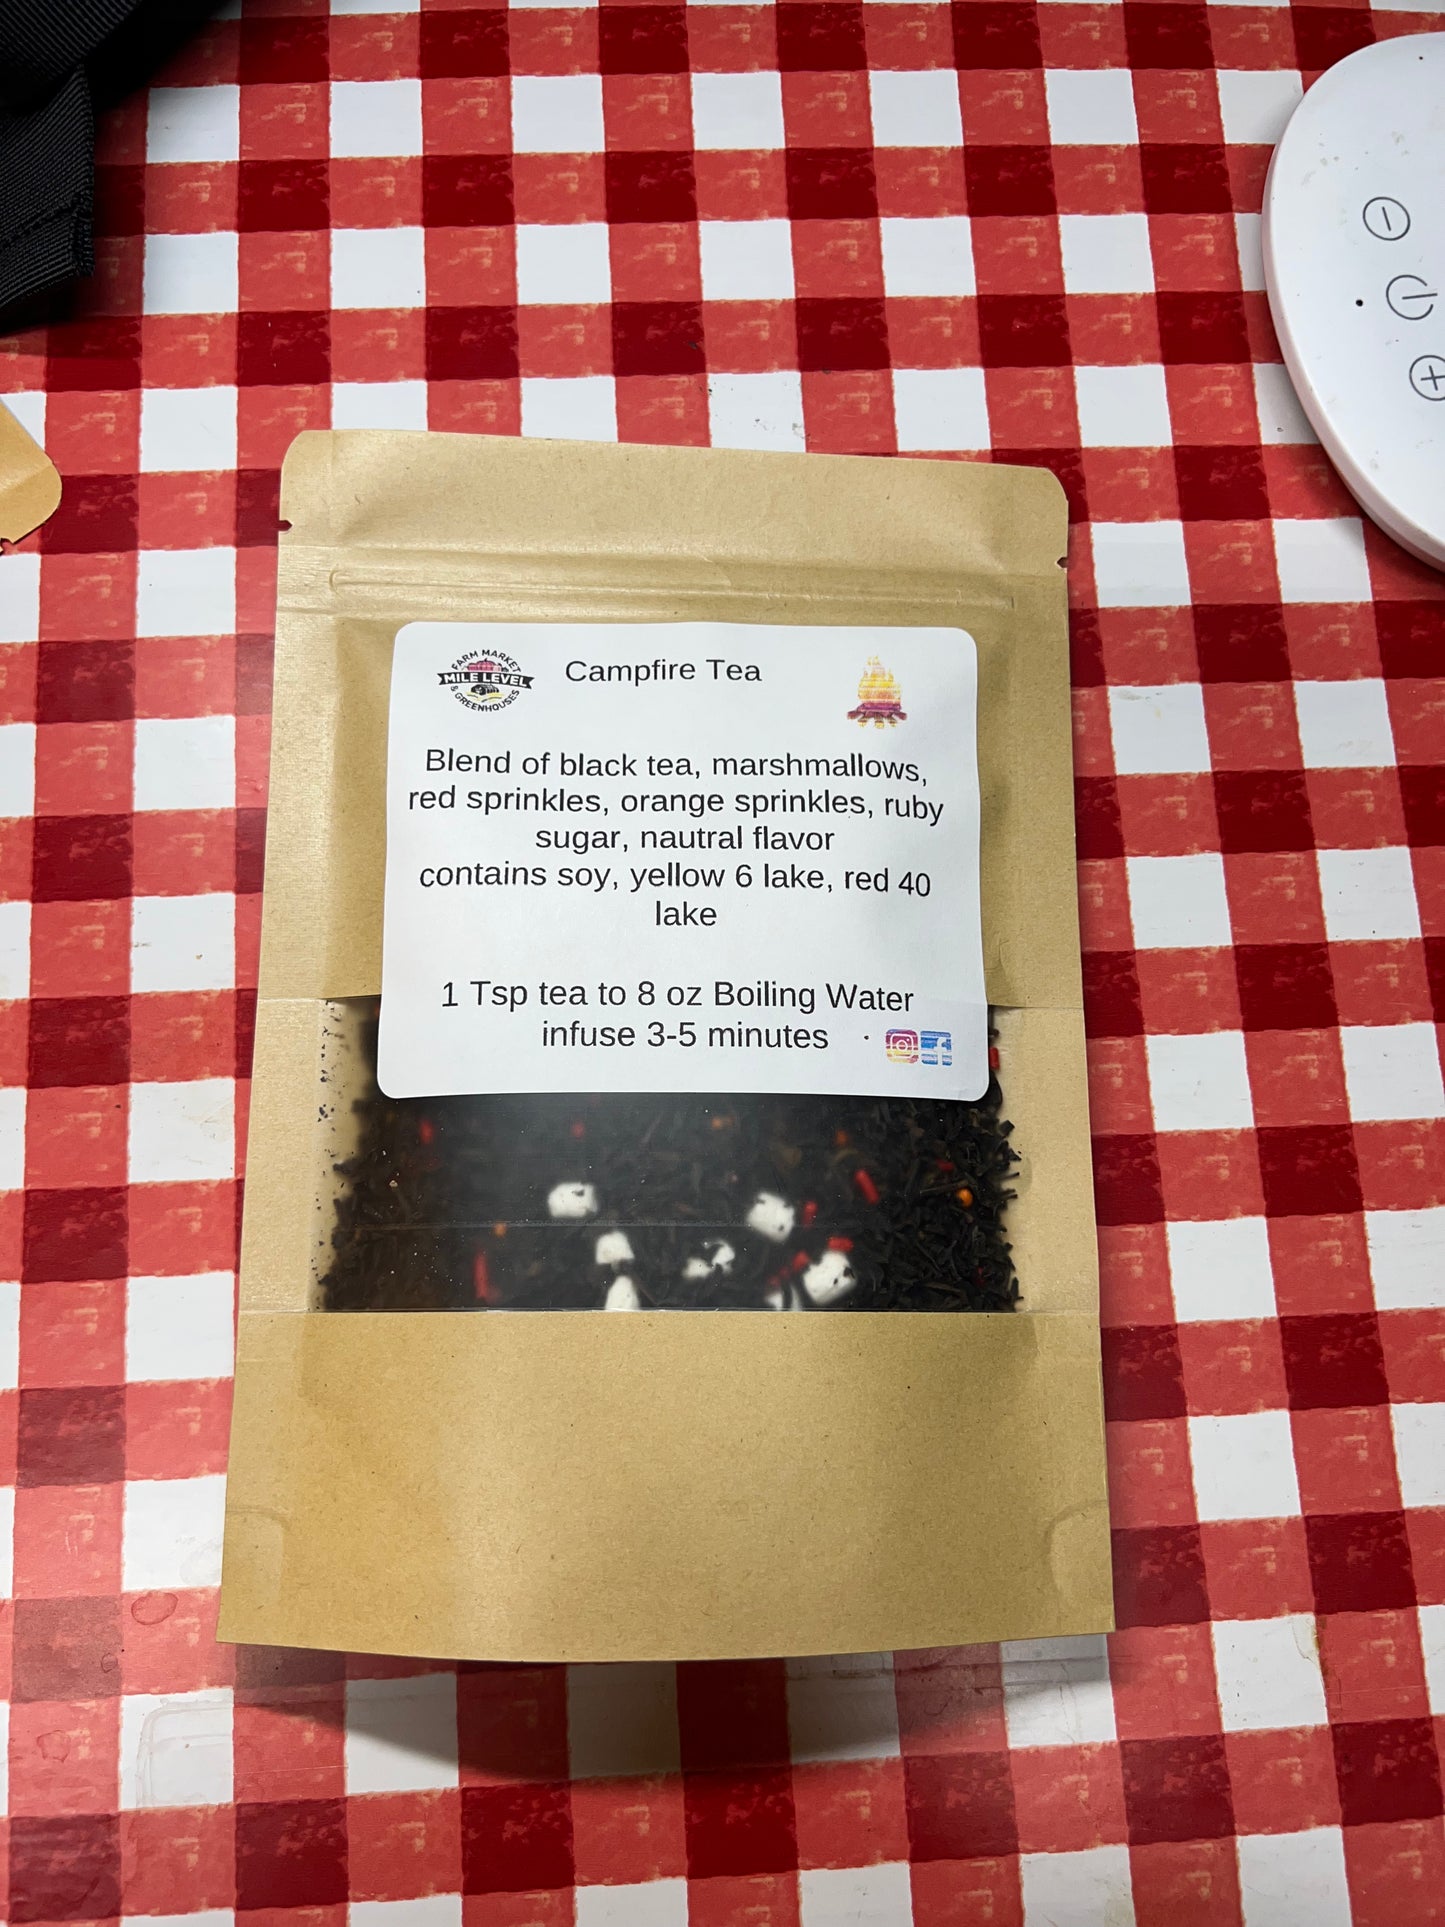 FARM MARKET
MILE LEVEL
& GREENHOUSES
Campfire Tea
Blend of black tea, marshmallows,
red sprinkles, orange sprinkles, ruby
sugar, nautral flavor
contains soy, yellow 6 lake, red 40
lake
1 Tsp tea to 8 oz Boiling Water
infuse 3-5 minutes